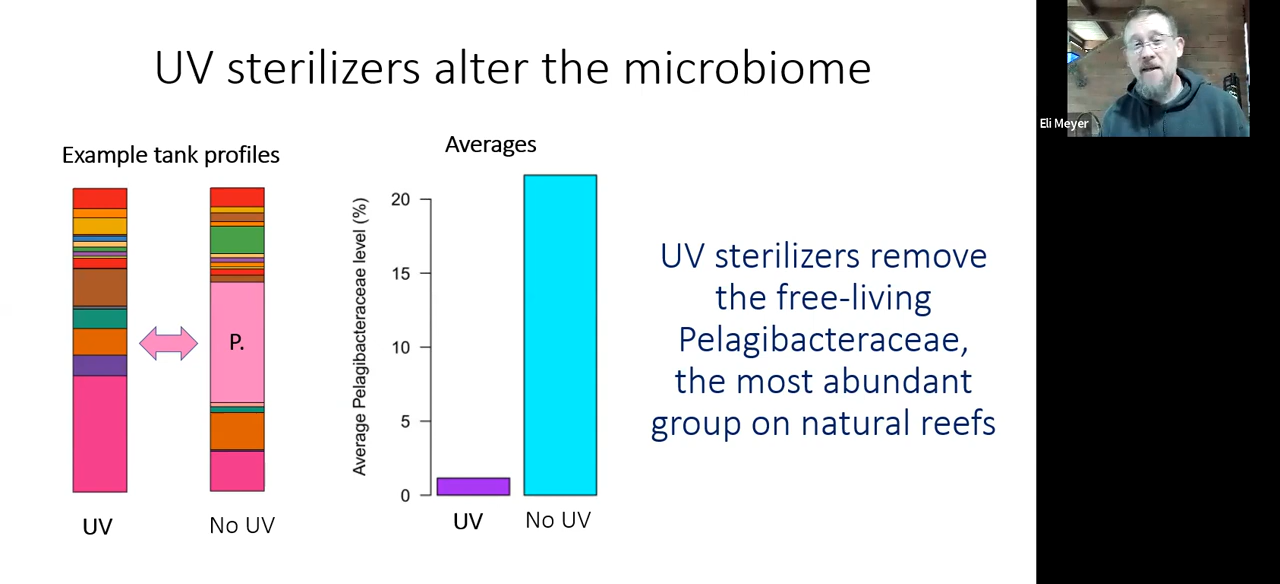 UV sterilizers alter the microbiome
Eli Meyer
Example tank profiles
Averages
P.
UV
No UV
Average Pelagibacteraceae level (%)
20
15
10
5
0
UV
No UV
UV sterilizers remove
the free-living
Pelagibacteraceae,
the most abundant
group on natural reefs